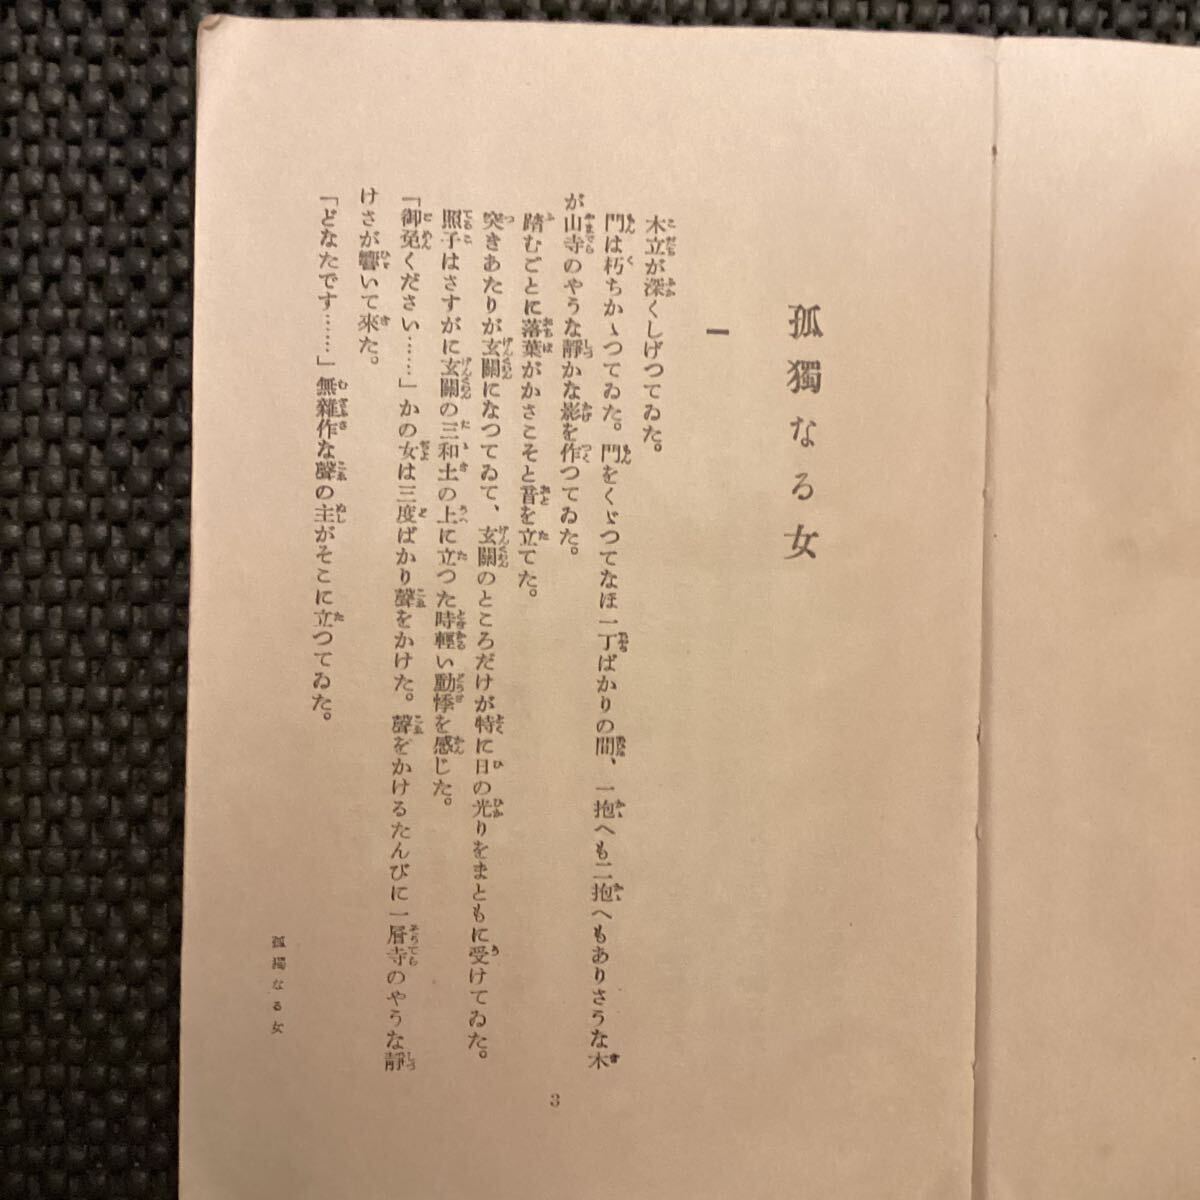 孤獨なる女
一
木立が深くしげつてゐた。
門は朽ちかゝつてゐた。門をくゞつてなほ一丁ばかりの間、一抱へも二抱へもありさうな木
が山寺のやうな靜かな影を作つてゐた。
踏むごとに落葉がかさこそと音を立てた。
突きあたりが玄關になつてゐて、玄關のところだけが特に日の光りをまともに受けてゐた。
照子はさすがに玄關の三和土の上に立つた時輕い動悸を感じた。
「御免ください……」かの女は三度ばかり聲をかけた。聲をかけるたんびに一層寺のやうな靜
けさが響いて來た。
「どなたです……」無雜作な聲の主がそこに立つてゐた。
孤獨なる女
3